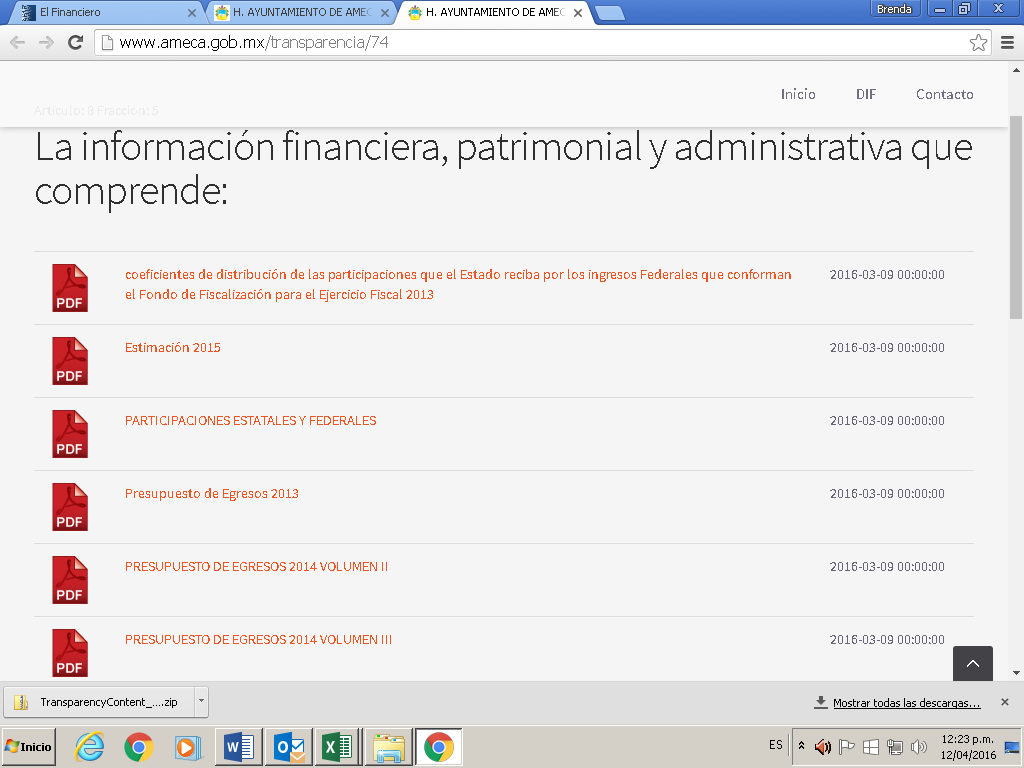 El Financiero
H. AYUNTAMIENTO DE AMEC
H. AYUNTAMIENTO DE AMEC
Brenda
www.ameca.gob.mx/transparencia/74
Inicio
DIF
Contacto
Articulo: 8 Fraccion: 5
La información financiera, patrimonial y administrativa que
comprende:
PDF
coeficientes de distribución de las participaciones que el Estado reciba por los ingresos Federales que conforman
el Fondo de Fiscalización para el Ejercicio Fiscal 2013
2016-03-09 00:00:00
PDF
Estimación 2015
2016-03-09 00:00:00
PDF
PARTICIPACIONES ESTATALES Y FEDERALES
2016-03-09 00:00:00
PDF
Presupuesto de Egresos 2013
2016-03-09 00:00:00
PDF
PRESUPUESTO DE EGRESOS 2014 VOLUMEN II
2016-03-09 00:00:00
PDF
PRESUPUESTO DE EGRESOS 2014 VOLUMEN III
2016-03-09 00:00:00
TransparencyContent_....zip
Mostrar todas las descargas...
Inicio
ES
12:23 p.m.
12/04/2016